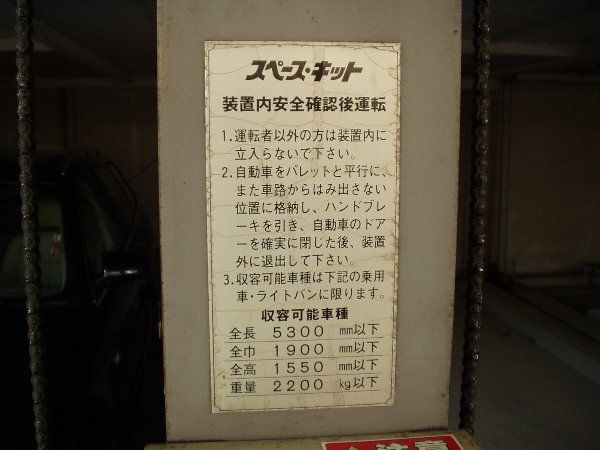 スペース・キット
装置内安全確認後運転
1.運転者以外の方は装置内に
立入らないで下さい。
2.自動車をパレットと平行に、
また車路からはみ出さない
位置に格納し、ハンドブレ
ーキを引き、自動車のドア
ーを確実に閉じた後、装置
外に退出して下さい。
3.収容可能車種は下記の乗用
車・ライトバンに限ります。
収容可能車種
全長 5300 mm以下
全巾 1900 mm以下
全高 1550 mm以下
重量 2200 kg以下
注意